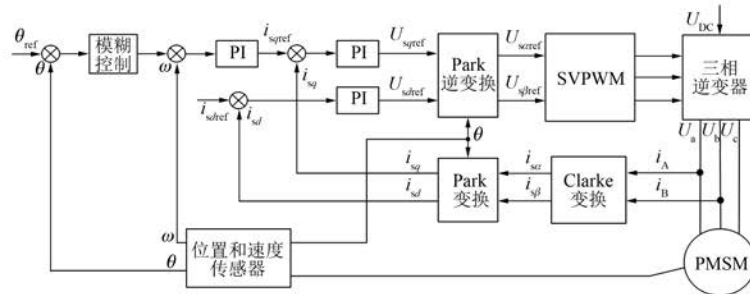 θref
θ
模糊
控制
ω
PI
isqref
isq
PI
Usqref
isdref
isd
PI
Usdref
Park
逆变换
Usαref
Usβref
SVPWM
UDC
三相
逆变器
Ua
Ub
Uc
θ
isq
isd
Park
变换
isα
isβ
Clarke
变换
iA
iB
ω
θ
位置和速度
传感器
PMSM